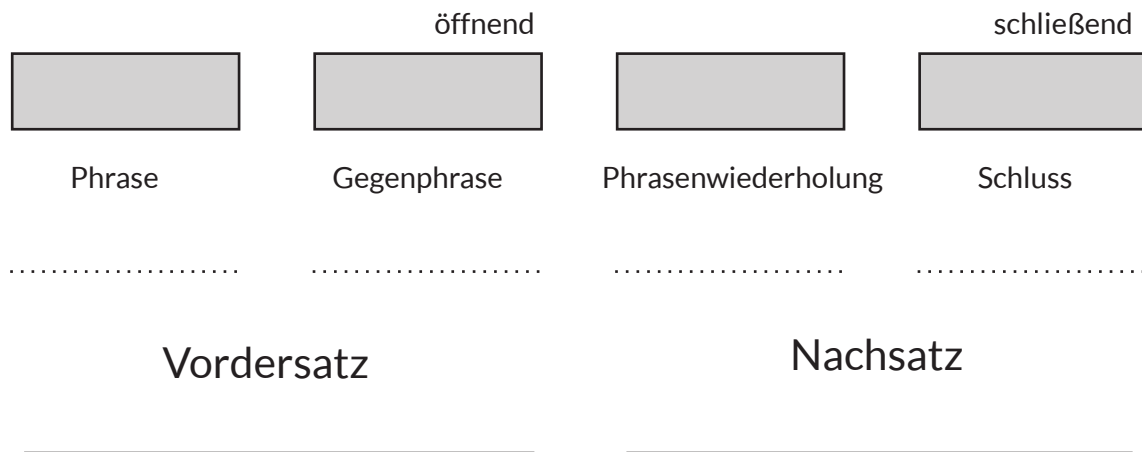 öffnend schließend
Phrase Gegenphrase Phrasenwiederholung Schluss
Vordersatz Nachsatz